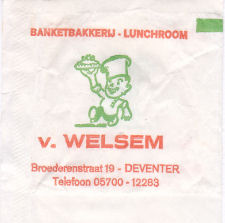 BANKETBAKKERIJ - LUNCHROOM
v. WELSEM
Broederenstraat 19 - DEVENTER
Telefoon 05700 - 12283